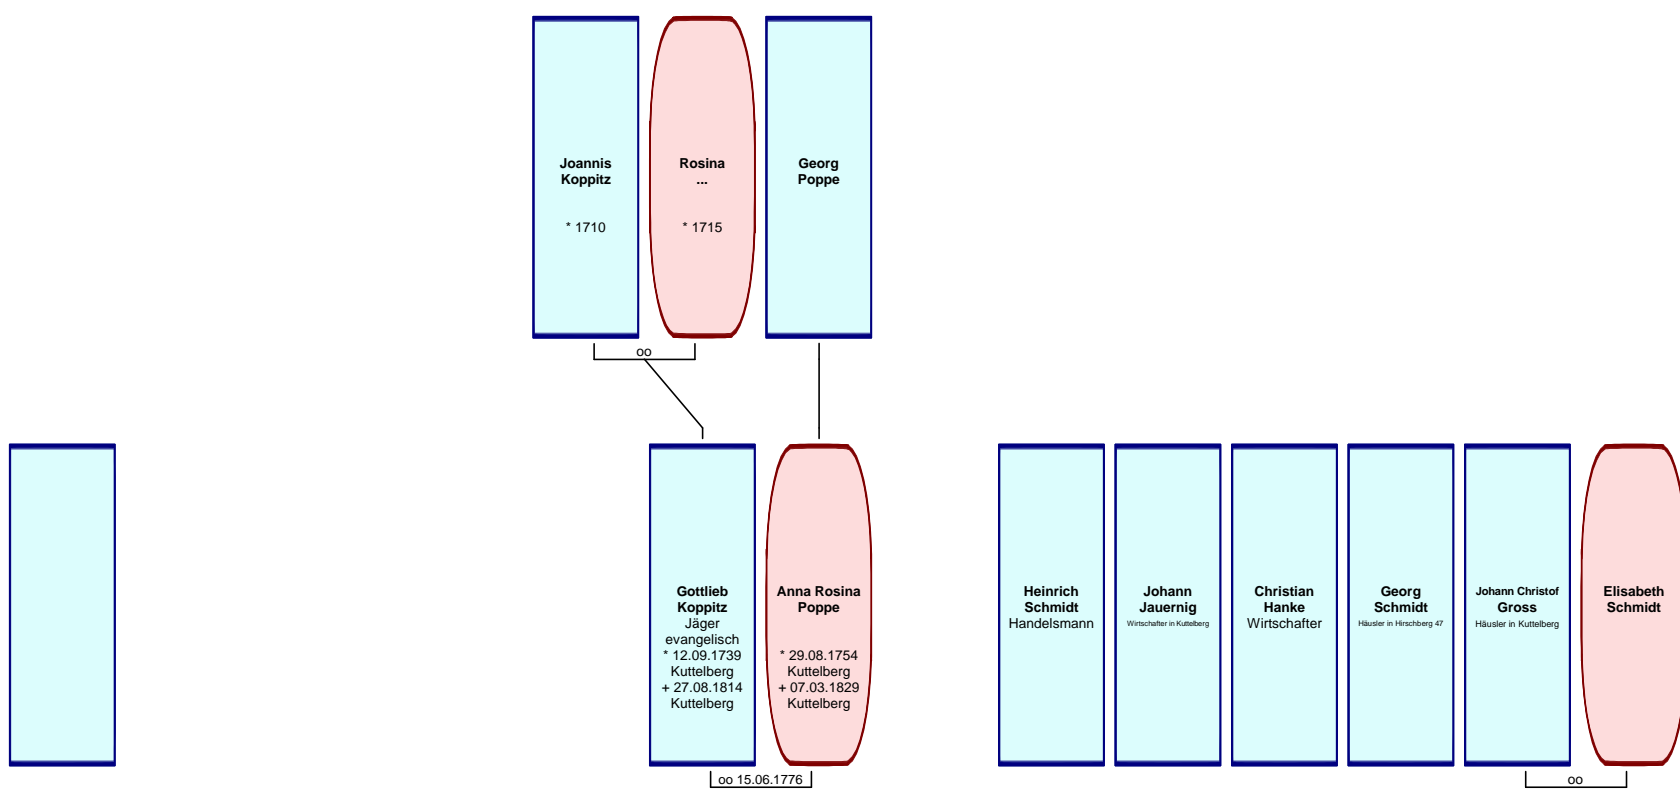 Joannis
Koppitz
* 1710
Rosina
...
* 1715
Georg
Poppe
oo
Gottlieb
Koppitz
Jäger
evangelisch
* 12.09.1739
Kuttelberg
+ 27.08.1814
Kuttelberg
Anna Rosina
Poppe
* 29.08.1754
Kuttelberg
+ 07.03.1829
Kuttelberg
Heinrich
Schmidt
Handelsmann
Johann
Jauernig
Wirtschafter in Kuttelberg
Christian
Hanke
Wirtschafter
Georg
Schmidt
Häusler in Hirschberg 47
Johann Christof
Gross
Häusler in Kuttelberg
Elisabeth
Schmidt
oo 15.06.1776
oo